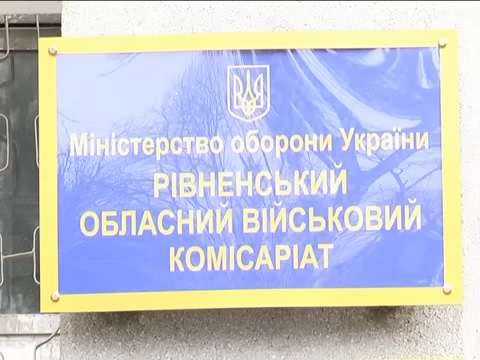 Міністерство оборони України
РІВНЕНСЬКИЙ
ОБЛАСНИЙ ВІЙСЬКОВИЙ
КОМІСАРІАТ